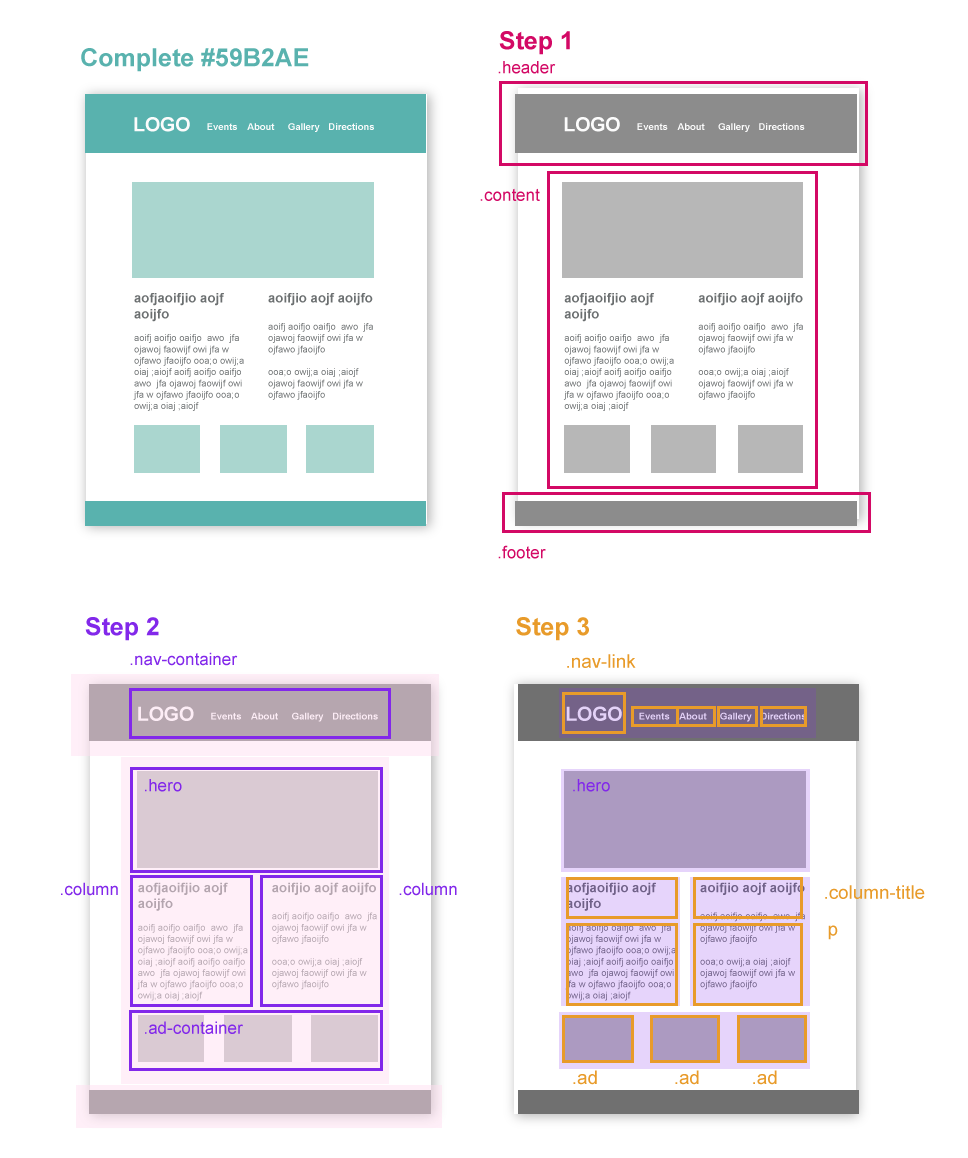 Complete #59B2AE
LOGO Events About Gallery Directions
aofjaoifjio aojf
aoijfo
aoifj aoifjo oaifjo awo jfa
ojawoj faowijf owi jfa w
ojfawo jfaoijfo ooa;o owij;a
oiaj ;aiojf aoifj aoifjo oaifjo
awo jfa ojawoj faowijf owi
jfa w ojfawo jfaoijfo ooa;o
owij;a oiaj ;aiojf
aoifjio aojf aoijfo
aoifj aoifjo oaifjo awo jfa
ojawoj faowijf owi jfa w
ojfawo jfaoijfo
ooa;o owij;a oiaj ;aiojf
ojawoj faowijf owi jfa w
ojfawo jfaoijfo
Step 1
.header
LOGO Events About Gallery Directions
.content
aofjaoifjio aojf
aoijfo
aoifj aoifjo oaifjo awo jfa
ojawoj faowijf owi jfa w
ojfawo jfaoijfo ooa;o owij;a
oiaj ;aiojf aoifj aoifjo oaifjo
awo jfa ojawoj faowijf owi
jfa w ojfawo jfaoijfo ooa;o
owij;a oiaj ;aiojf
aoifjio aojf aoijfo
aoifj aoifjo oaifjo awo jfa
ojawoj faowijf owi jfa w
ojfawo jfaoijfo
ooa;o owij;a oiaj ;aiojf
ojawoj faowijf owi jfa w
ojfawo jfaoijfo
.footer
Step 2
.nav-container
LOGO Events About Gallery Directions
.hero
.column
aofjaoifjio aojf
aoijfo
aoifj aoifjo oaifjo awo jfa
ojawoj faowijf owi jfa w
ojfawo jfaoijfo ooa;o owij;a
oiaj ;aiojf aoifj aoifjo oaifjo
awo jfa ojawoj faowijf owi
jfa w ojfawo jfaoijfo ooa;o
owij;a oiaj ;aiojf
aoifjio aojf aoijfo
aoifj aoifjo oaifjo awo jfa
ojawoj faowijf owi jfa w
ojfawo jfaoijfo
ooa;o owij;a oiaj ;aiojf
ojawoj faowijf owi jfa w
ojfawo jfaoijfo
.column
.ad-container
Step 3
.nav-link
LOGO Events About Gallery Directions
.hero
aofjaoifjio aojf
aoijfo
aoifj aoifjo oaifjo awo jfa
ojawoj faowijf owi jfa w
ojfawo jfaoijfo ooa;o owij;a
oiaj ;aiojf aoifj aoifjo oaifjo
awo jfa ojawoj faowijf owi
jfa w ojfawo jfaoijfo ooa;o
owij;a oiaj ;aiojf
aoifjio aojf aoijfo
aoifj aoifjo oaifjo awo jfa
ojawoj faowijf owi jfa w
ojfawo jfaoijfo
ooa;o owij;a oiaj ;aiojf
ojawoj faowijf owi jfa w
ojfawo jfaoijfo
.column-title
p
.ad .ad .ad